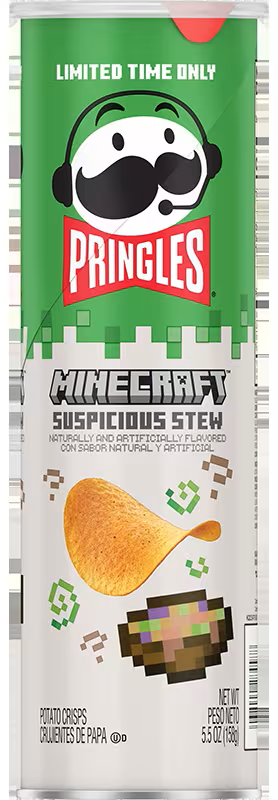 LIMITED TIME ONLY
PRINGLES®
MINECRAFT™
SUSPICIOUS STEW
NATURALLY AND ARTIFICIALLY FLAVORED
CON SABOR NATURAL Y ARTIFICIAL
NET WT
POTATO CRISPS PESO NETO
CRUJIENTES DE PAPA Ⓤ D 5.5 OZ (156g)